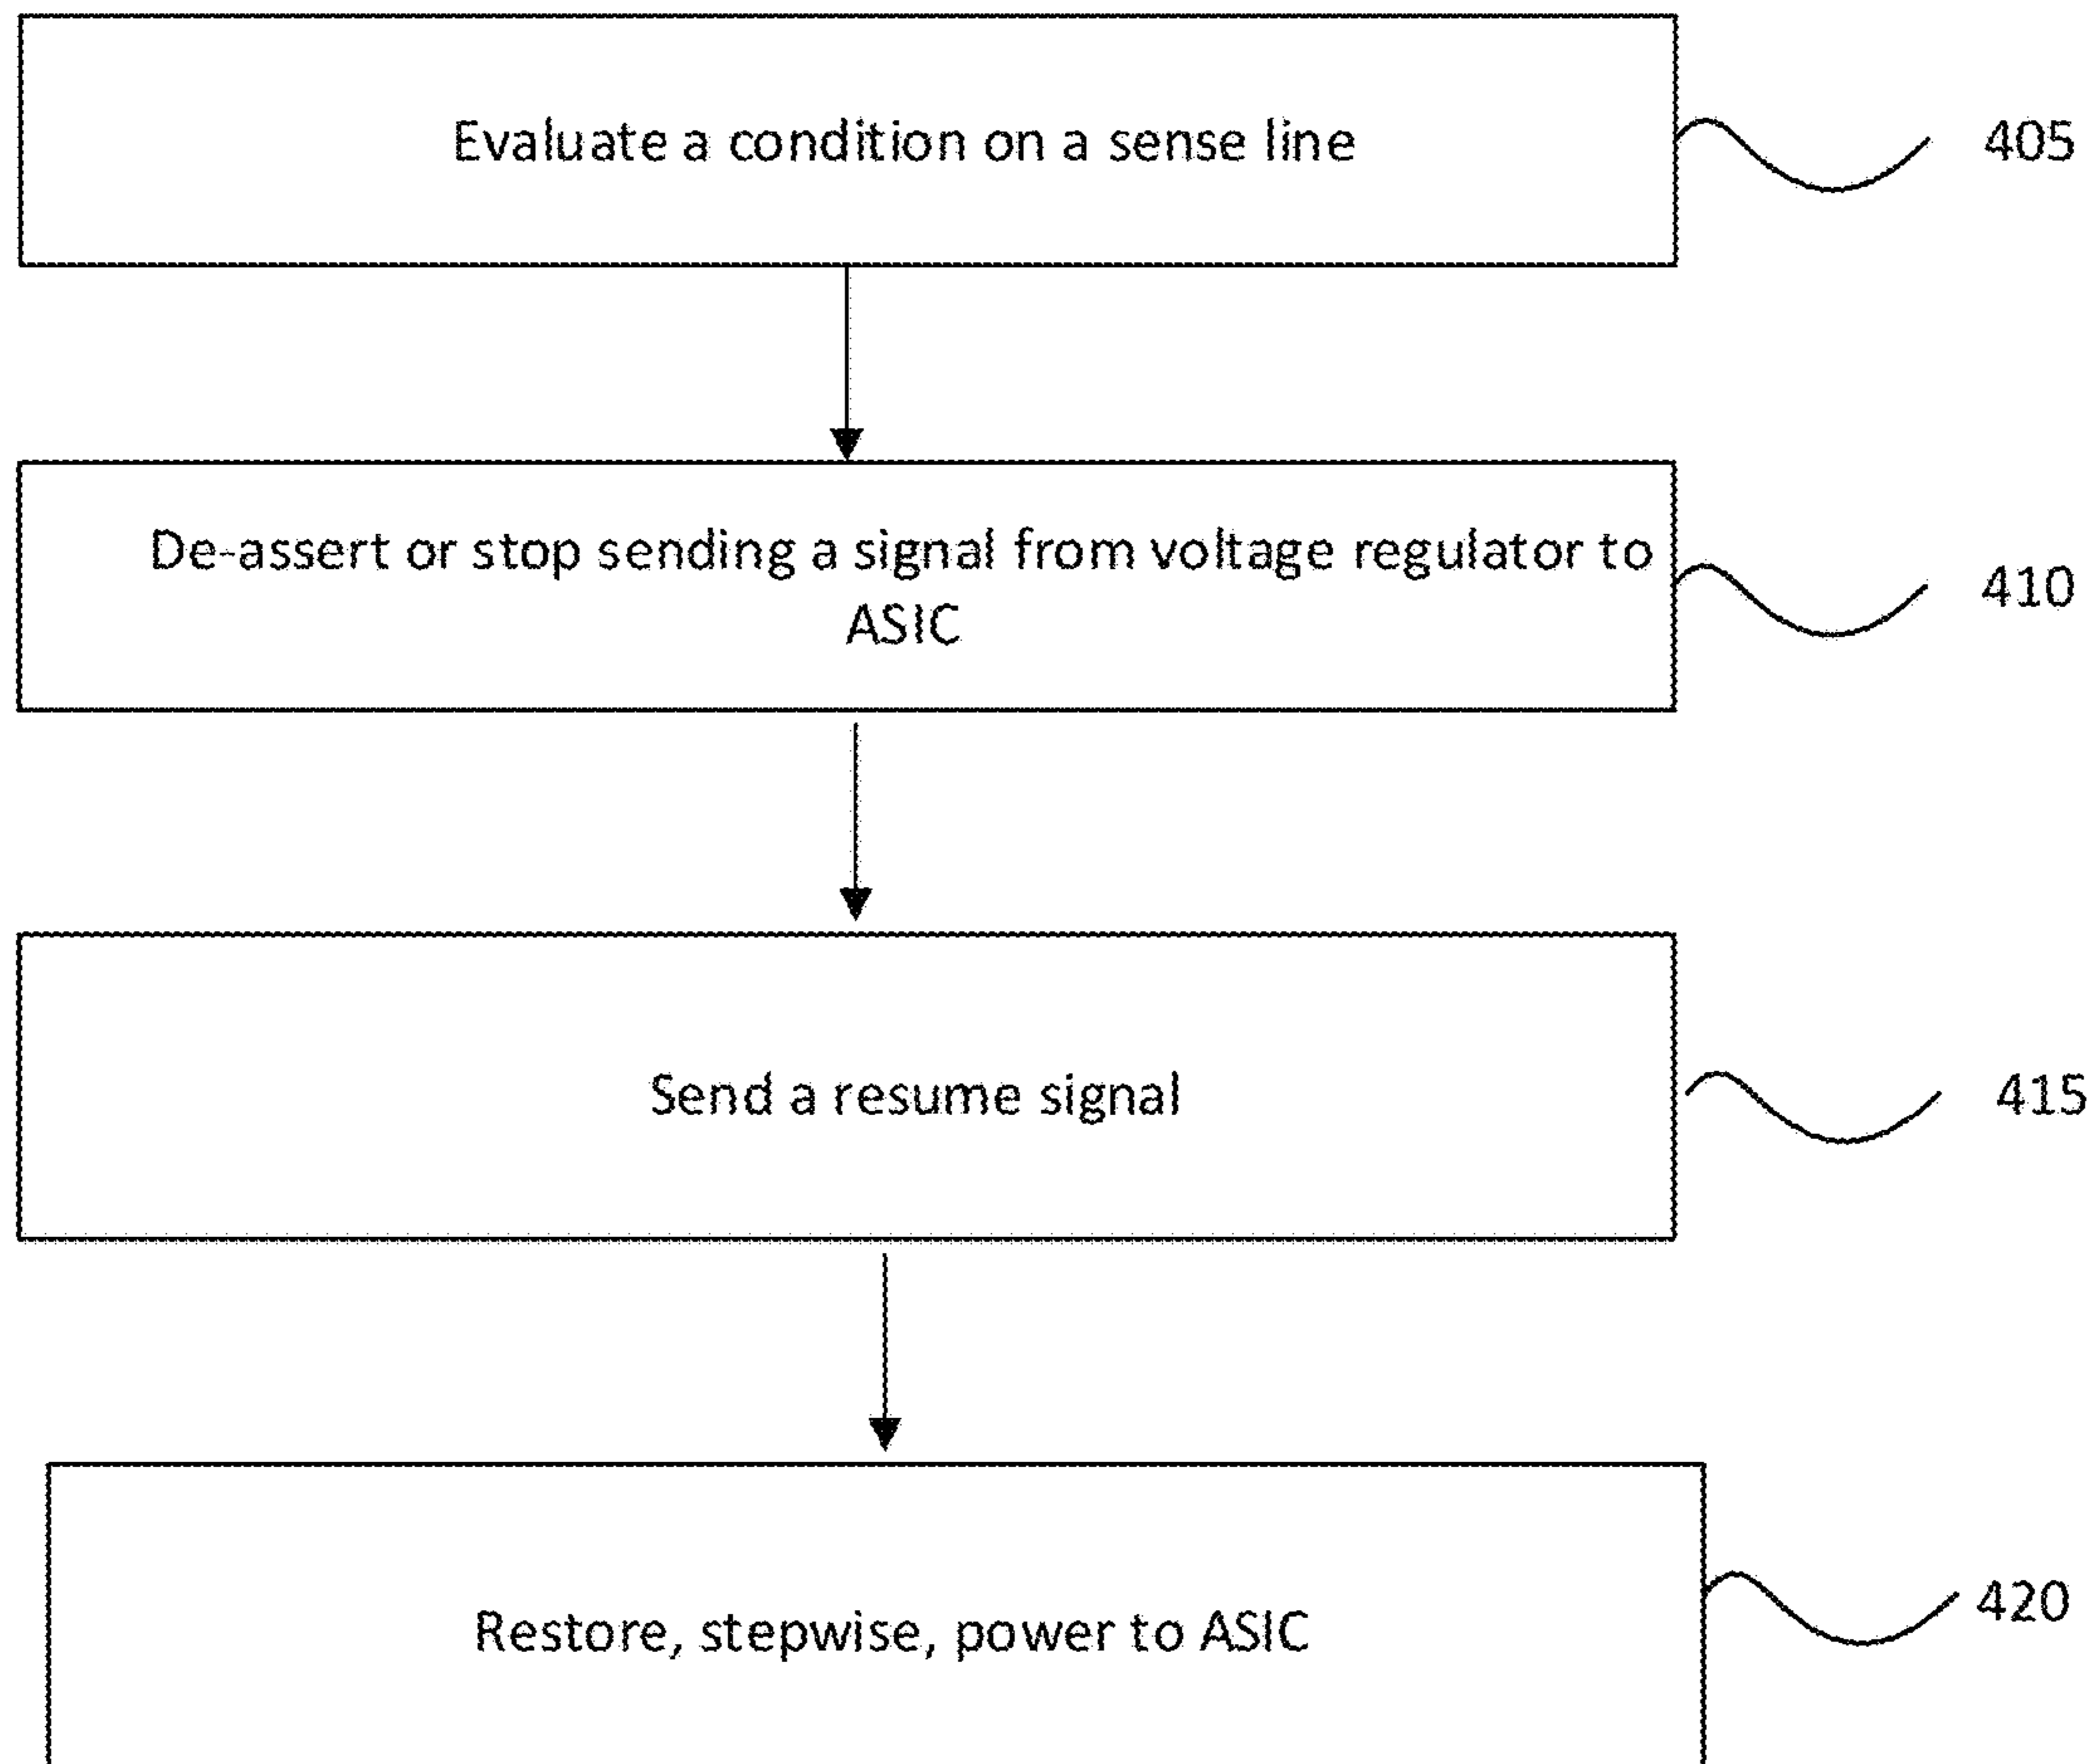 Evaluate a condition on a sense line
405
De-assert or stop sending a signal from voltage regulator to
ASIC
410
Send a resume signal
415
Restore, stepwise, power to ASIC
420